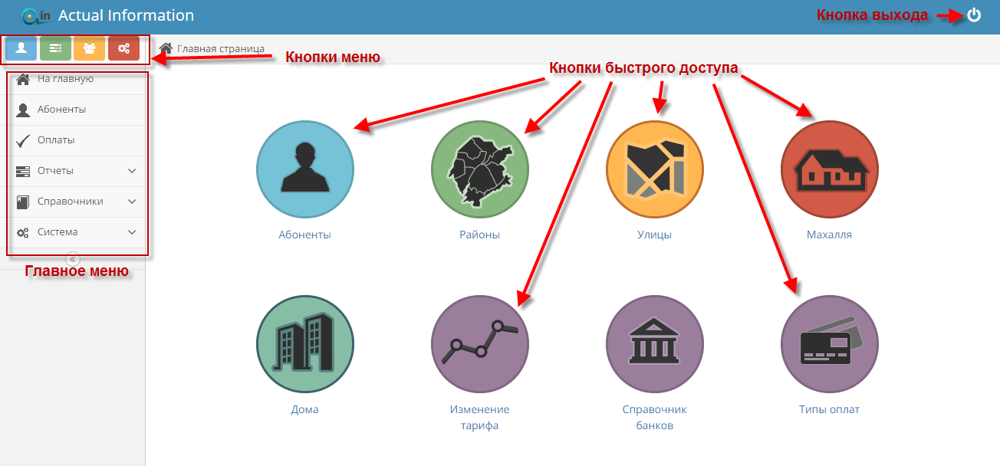 in Actual Information
Кнопка выхода
Главная страница
Кнопки меню
Кнопки быстрого доступа
На главную
Абоненты
Оплаты
Отчеты
Справочники
Система
Главное меню
Абоненты
Районы
Улицы
Махалля
Дома
Изменение
тарифа
Справочник
банков
Типы оплат